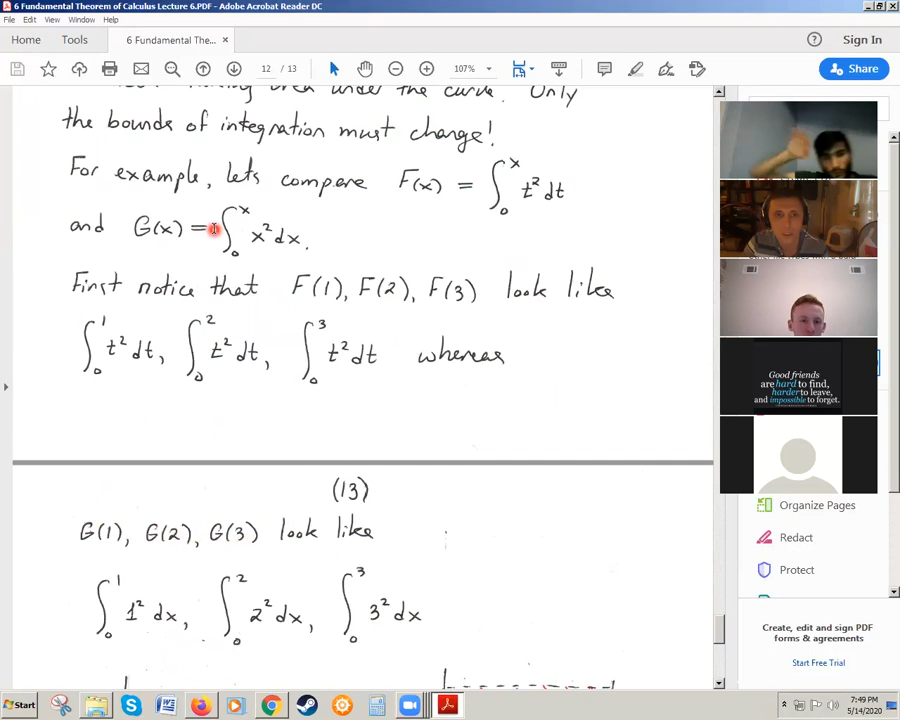 6 Fundamental Theorem of Calculus Lecture 6.PDF - Adobe Acrobat Reader DC
File Edit View Window Help
Home Tools 6 Fundamental The... × Sign In
12 / 13 107% Share
area under the curve. Only
the bounds of integration must change!
For example, lets compare F(x) = ∫₀ˣ t² dt
and G(x) = ∫₀ˣ x² dx.
First notice that F(1), F(2), F(3) look like
∫₀¹ t² dt, ∫₀² t² dt, ∫₀³ t² dt whereas
(13)
G(1), G(2), G(3) look like
∫₀¹ 1² dx, ∫₀² 2² dx, ∫₀³ 3² dx
Good friends
are hard to find,
harder to leave,
and impossible to forget.
Organize Pages
Redact
Protect
Create, edit and sign PDF
forms & agreements
Start Free Trial
Start
7:49 PM
5/14/2020